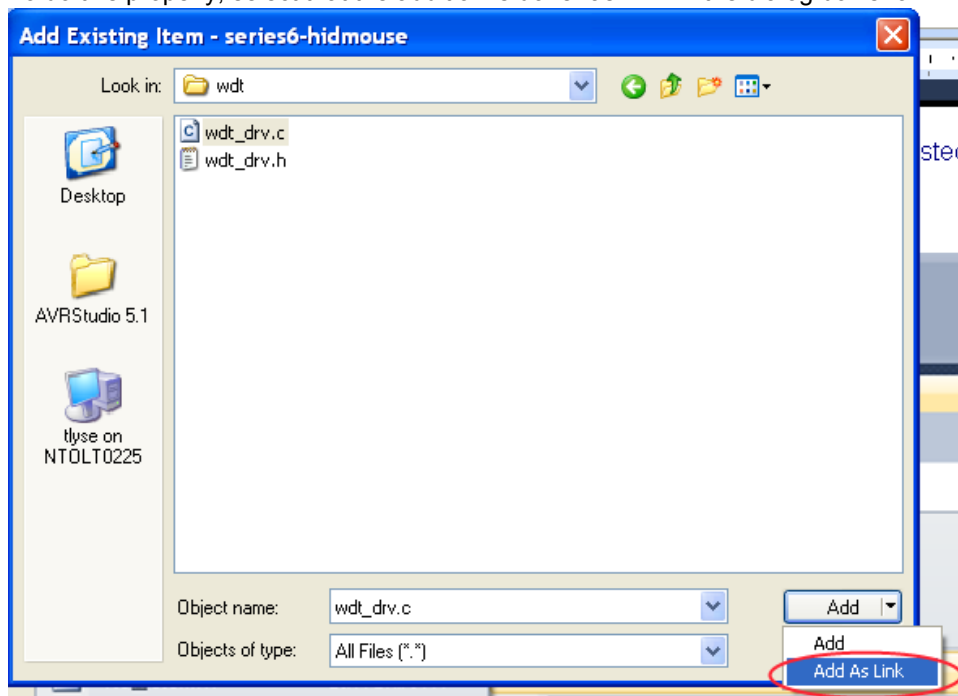 Add Existing Item - series6-hidmouse
Look in:
wdt
wdt_drv.c
wdt_drv.h
Desktop
AVRStudio 5.1
tlyse on
NTOLT0225
Object name:
wdt_drv.c
Add
Objects of type:
All Files (*.*)
Add
Add As Link